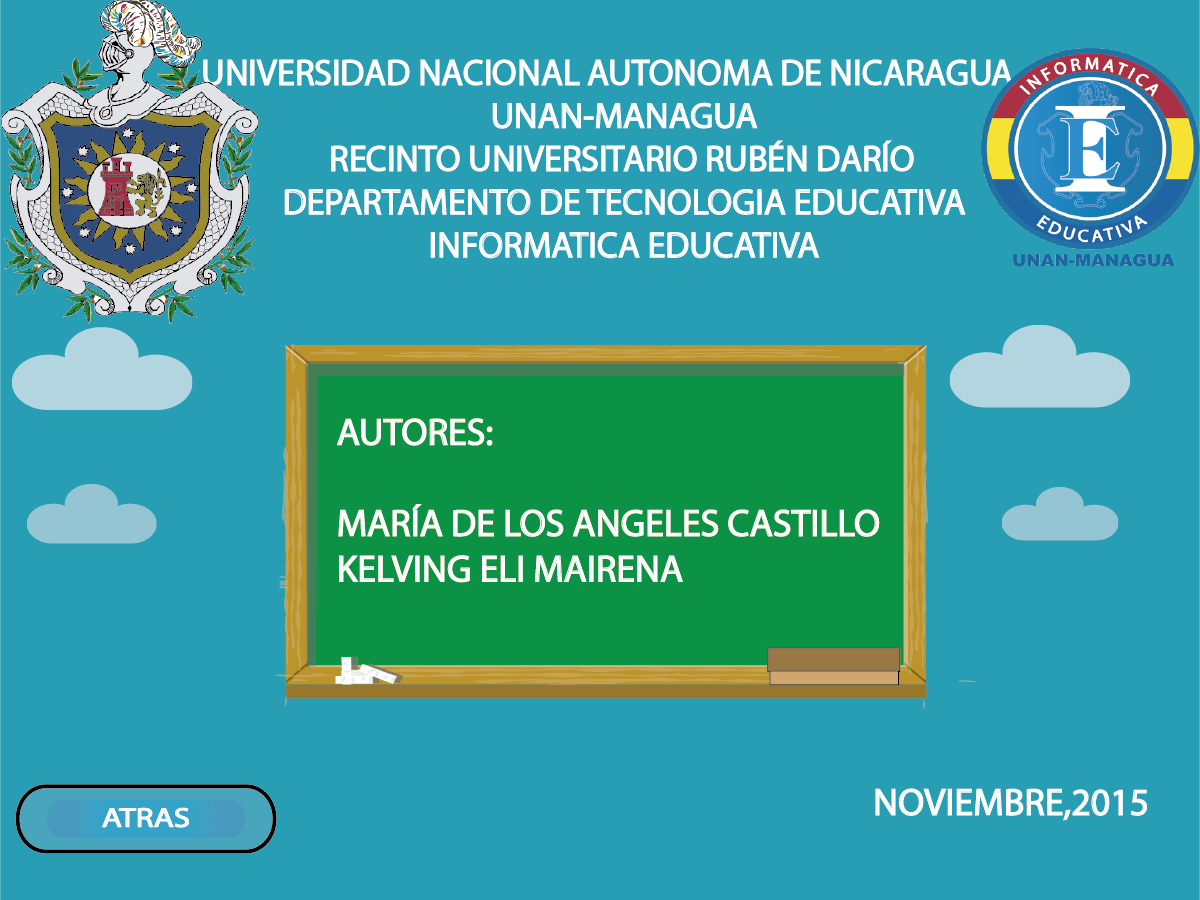 UNIVERSIDAD NACIONAL AUTONOMA DE NICARAGUA
UNAN-MANAGUA
RECINTO UNIVERSITARIO RUBÉN DARÍO
DEPARTAMENTO DE TECNOLOGIA EDUCATIVA
INFORMATICA EDUCATIVA
INFORMATICA
E
EDUCATIVA
UNAN-MANAGUA
AUTORES:
MARÍA DE LOS ANGELES CASTILLO
KELVING ELI MAIRENA
ATRAS
NOVIEMBRE,2015